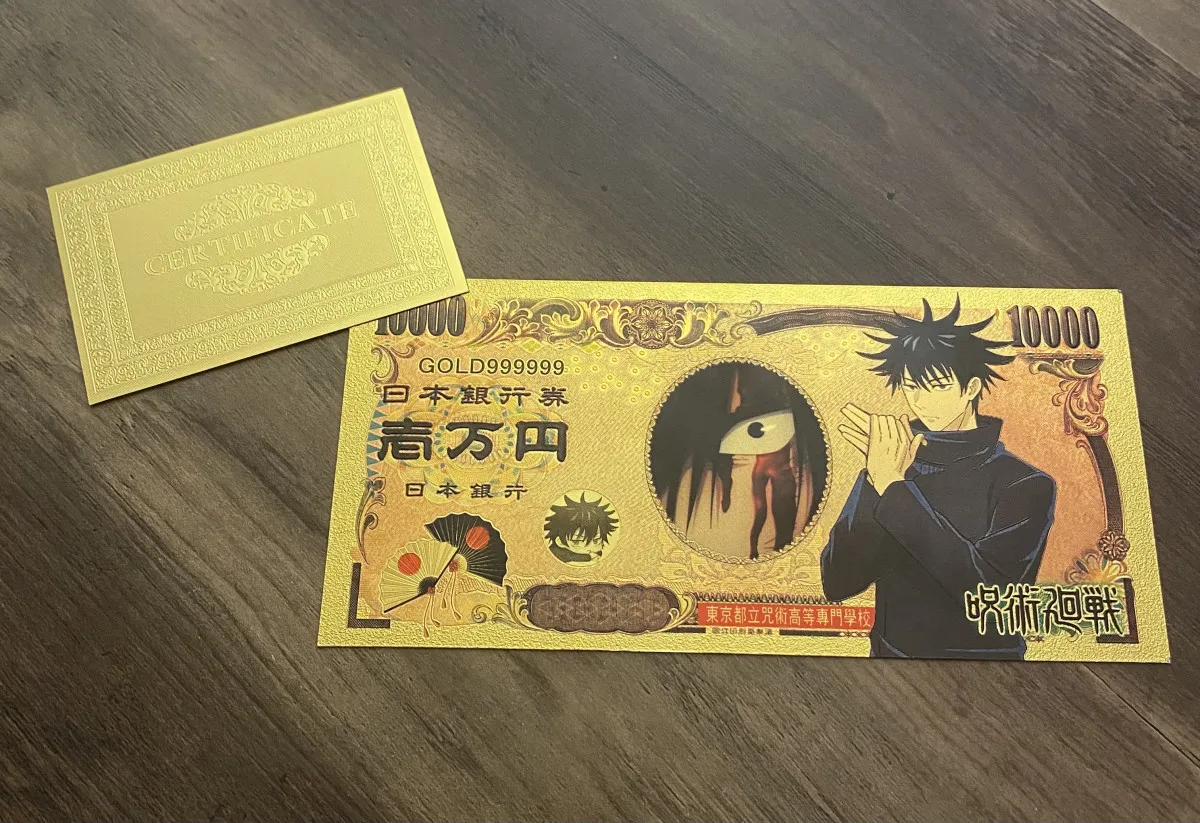 CERTIFICATE
10000
10000
GOLD999999
日本銀行券
壱万円
日本銀行
東京都立呪術高等専門學校
呪術廻戦